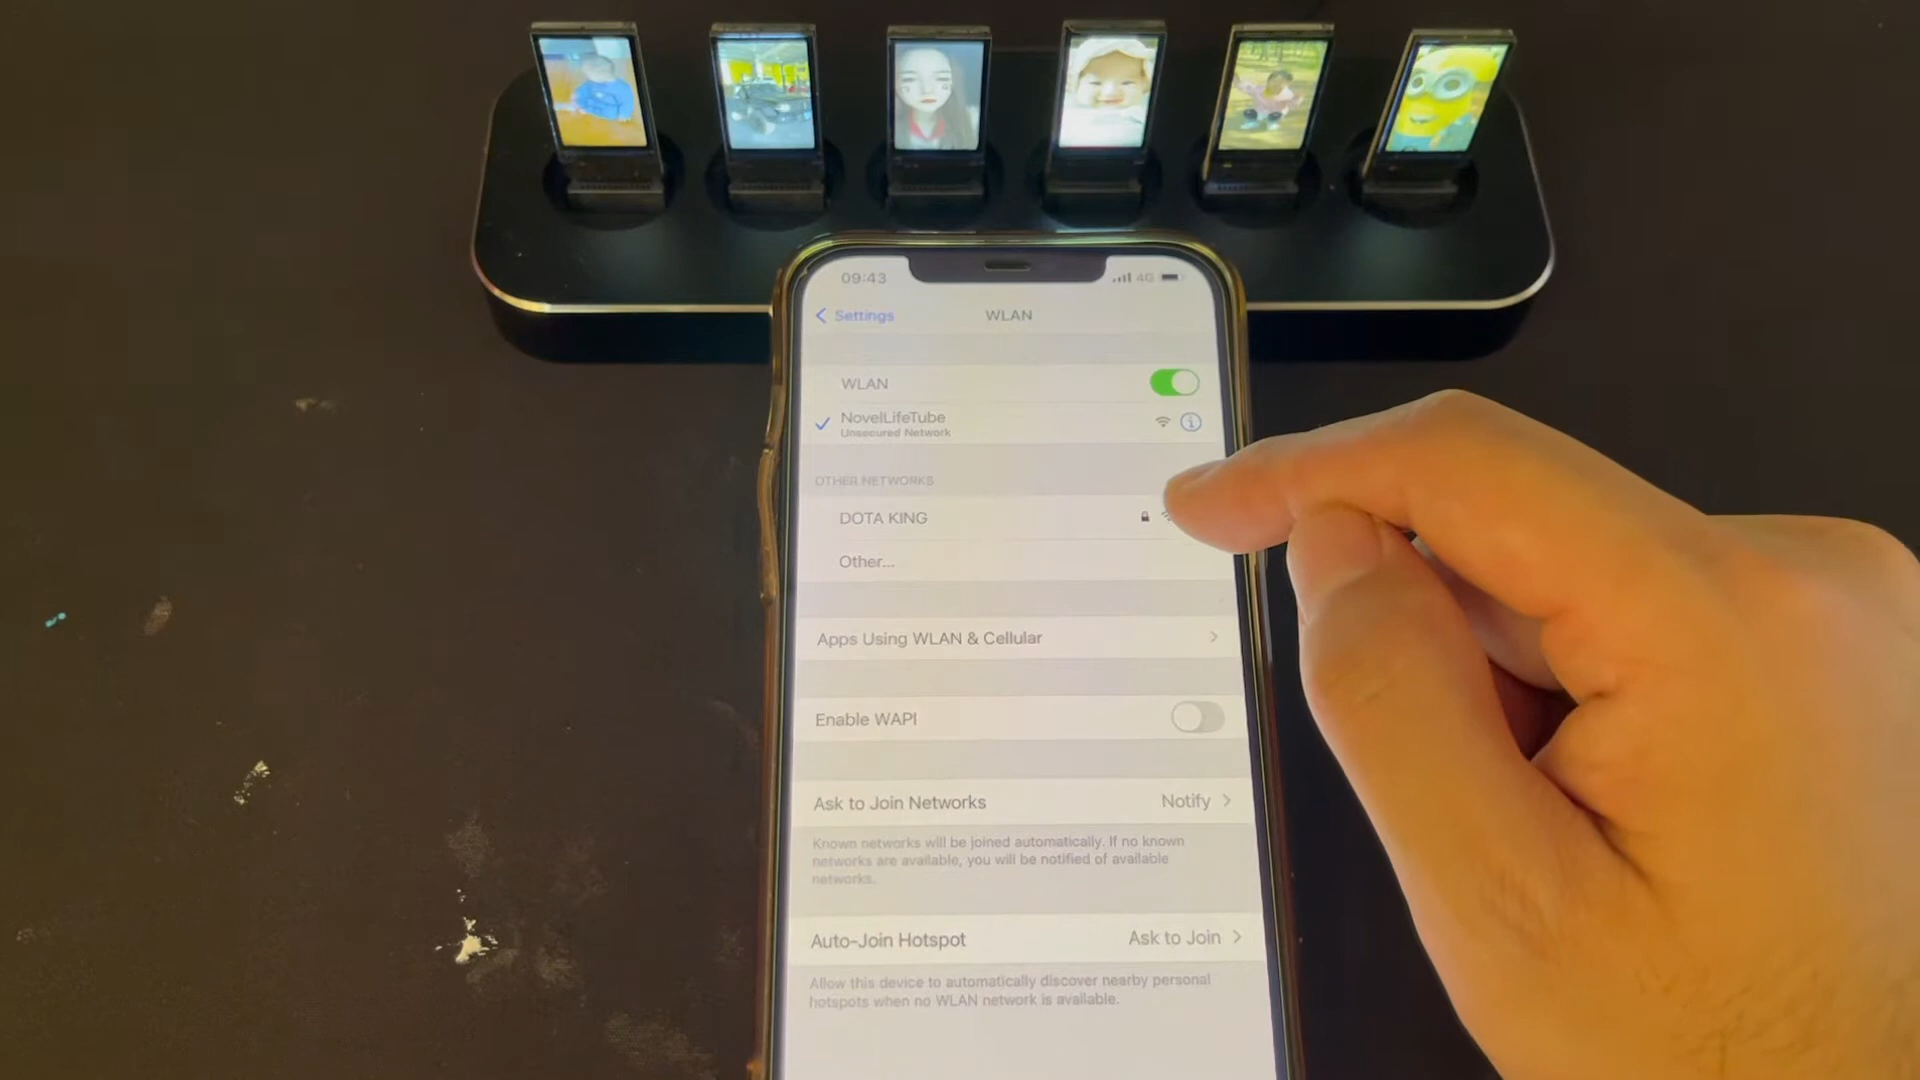 09:43
4G
Settings
WLAN
WLAN
NovelLifeTube
Unsecured Network
OTHER NETWORKS
DOTA KING
Other...
Apps Using WLAN & Cellular
Enable WAPI
Ask to Join Networks
Notify
Known networks will be joined automatically. If no known
networks are available, you will be notified of available
networks.
Auto-Join Hotspot
Ask to Join
Allow this device to automatically discover nearby personal
hotspots when no WLAN network is available.